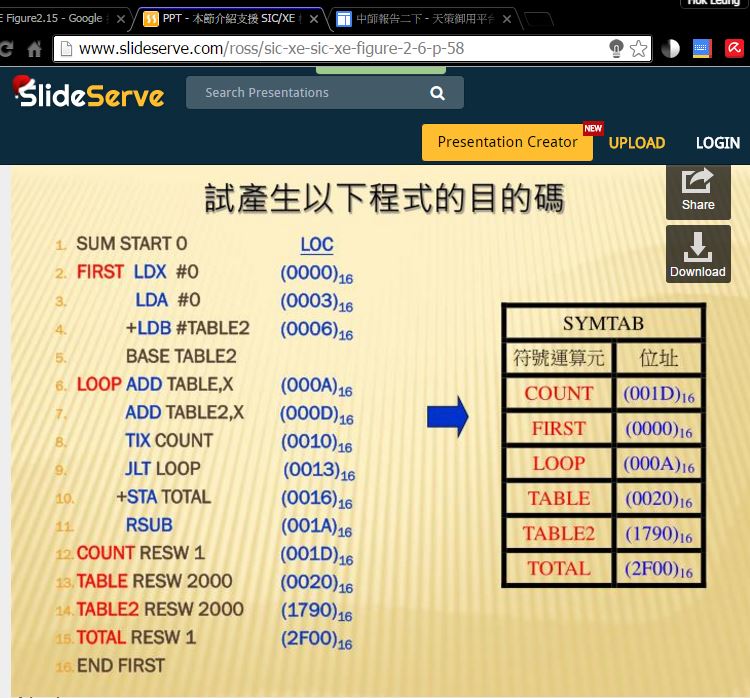 Hok Leung
E Figure2.15 - Google
PPT - 本節介紹支援 SIC/XE
中師報告二下 - 天策御用平台
www.slideserve.com/ross/sic-xe-sic-xe-figure-2-6-p-58
SlideServe
Search Presentations
NEW
Presentation Creator UPLOAD LOGIN
Share
Download
試產生以下程式的目的碼
1. SUM START 0 LOC
2. FIRST LDX #0 (0000)16
3. LDA #0 (0003)16
4. +LDB #TABLE2 (0006)16
5. BASE TABLE2
6. LOOP ADD TABLE,X (000A)16
7. ADD TABLE2,X (000D)16
8. TIX COUNT (0010)16
9. JLT LOOP (0013)16
10. +STA TOTAL (0016)16
11. RSUB (001A)16
12. COUNT RESW 1 (001D)16
13. TABLE RESW 2000 (0020)16
14. TABLE2 RESW 2000 (1790)16
15. TOTAL RESW 1 (2F00)16
16. END FIRST
SYMTAB
符號運算元 位址
COUNT (001D)16
FIRST (0000)16
LOOP (000A)16
TABLE (0020)16
TABLE2 (1790)16
TOTAL (2F00)16